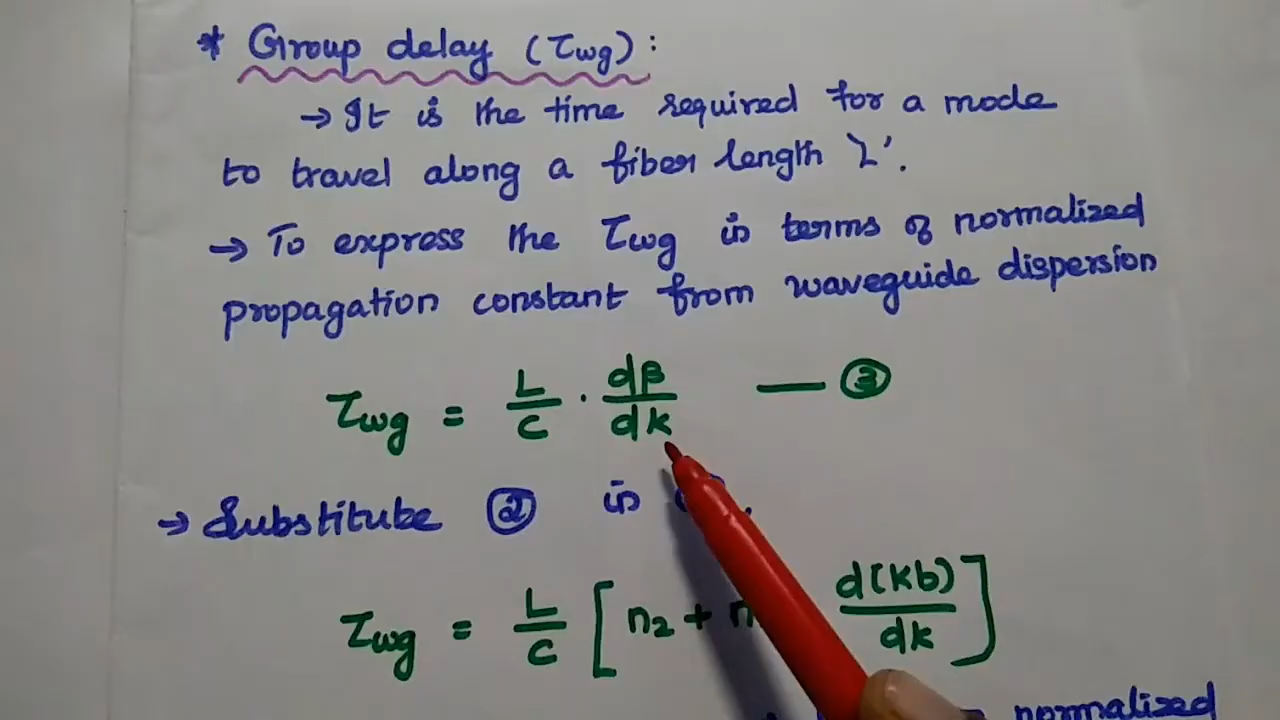 * Group delay (τwg) :
→ It is the time required for a mode
to travel along a fiber length 'L'.
→ To express the τwg in terms of normalized
propagation constant from waveguide dispersion
τwg = L/c · dβ/dk — ③
→ Substitute ② in
τwg = L/c [ n₂ + n d(kb)/dk ]
normalized